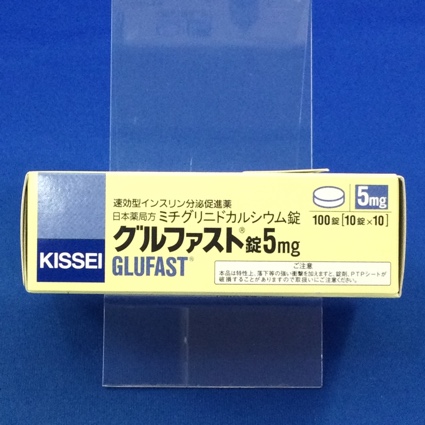 速効型インスリン分泌促進薬
日本薬局方 ミチグリニドカルシウム錠
グルファスト®錠5mg
GLUFAST®
KISSEI
5mg
100錠[10錠×10]
ご注意
本品は特性上、落下等の強い衝撃を加えますと、錠剤、PTPシートが
破損することがありますので取扱いにご注意ください。